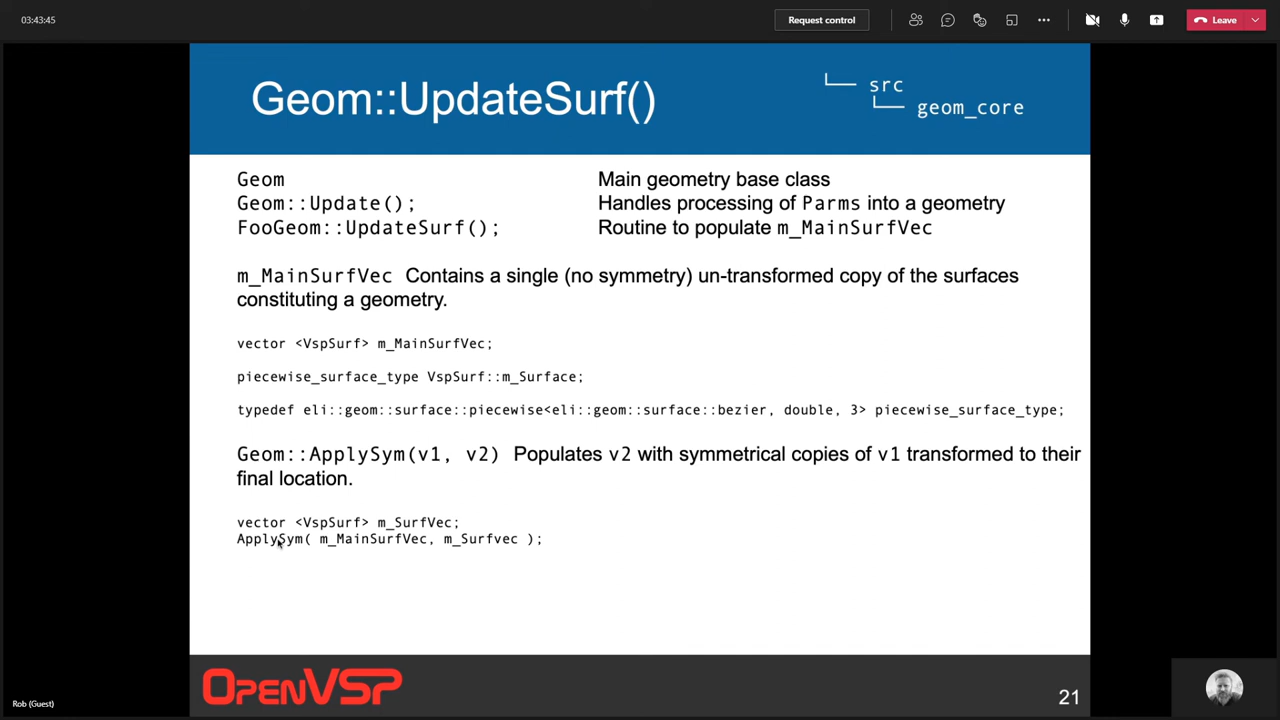 03:43:45
Request control
Leave
Geom::UpdateSurf()
src
geom_core
Geom Main geometry base class
Geom::Update(); Handles processing of Parms into a geometry
FooGeom::UpdateSurf(); Routine to populate m_MainSurfVec
m_MainSurfVec Contains a single (no symmetry) un-transformed copy of the surfaces
constituting a geometry.
vector <VspSurf> m_MainSurfVec;
piecewise_surface_type VspSurf::m_Surface;
typedef eli::geom::surface::piecewise<eli::geom::surface::bezier, double, 3> piecewise_surface_type;
Geom::ApplySym(v1, v2) Populates v2 with symmetrical copies of v1 transformed to their
final location.
vector <VspSurf> m_SurfVec;
ApplySym( m_MainSurfVec, m_Surfvec );
OpenVSP
21
Rob (Guest)